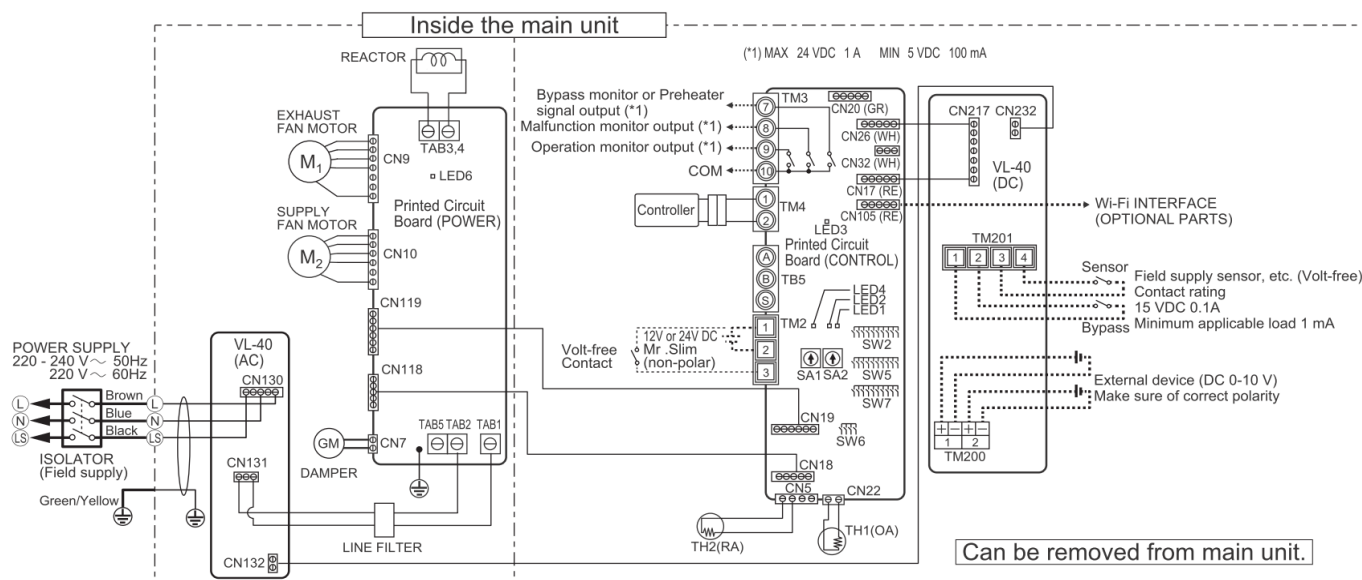 Inside the main unit
REACTOR
(*1) MAX 24 VDC 1 A MIN 5 VDC 100 mA
EXHAUST
FAN MOTOR
M1
CN9
TAB3,4
LED6
Printed Circuit
Board (POWER)
SUPPLY
FAN MOTOR
M2
CN10
CN119
CN118
GM
DAMPER
CN7
TAB5 TAB2 TAB1
POWER SUPPLY
220 - 240 V～ 50Hz
220 V～ 60Hz
L
N
LS
Brown
Blue
Black
L
N
LS
ISOLATOR
(Field supply)
Green/Yellow
VL-40
(AC)
CN130
CN131
CN132
LINE FILTER
Bypass monitor or Preheater
signal output (*1)
Malfunction monitor output (*1)
Operation monitor output (*1)
COM
7
8
9
10
TM3
CN20 (GR)
CN26 (WH)
CN32 (WH)
CN17 (RE)
CN105 (RE)
Controller
1
2
TM4
LED3
Printed Circuit
Board (CONTROL)
A
B
S
TB5
LED4
LED2
LED1
TM2
1
2
3
12V or 24V DC
Mr .Slim
(non-polar)
Volt-free
Contact
SW2
SA1 SA2
SW5
SW7
CN19
SW6
CN18
CN5
CN22
TH2(RA)
TH1(OA)
CN217 CN232
VL-40
(DC)
Wi-Fi INTERFACE
(OPTIONAL PARTS)
TM201
1 2 3 4
Sensor
Field supply sensor, etc. (Volt-free)
Contact rating
15 VDC 0.1A
Minimum applicable load 1 mA
Bypass
External device (DC 0-10 V)
Make sure of correct polarity
+ − + −
1 2
TM200
Can be removed from main unit.